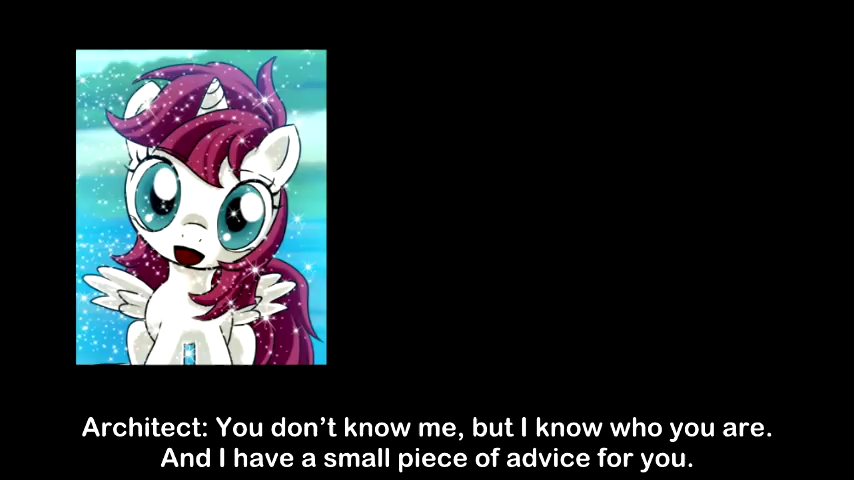 Architect: You don't know me, but I know who you are.
And I have a small piece of advice for you.